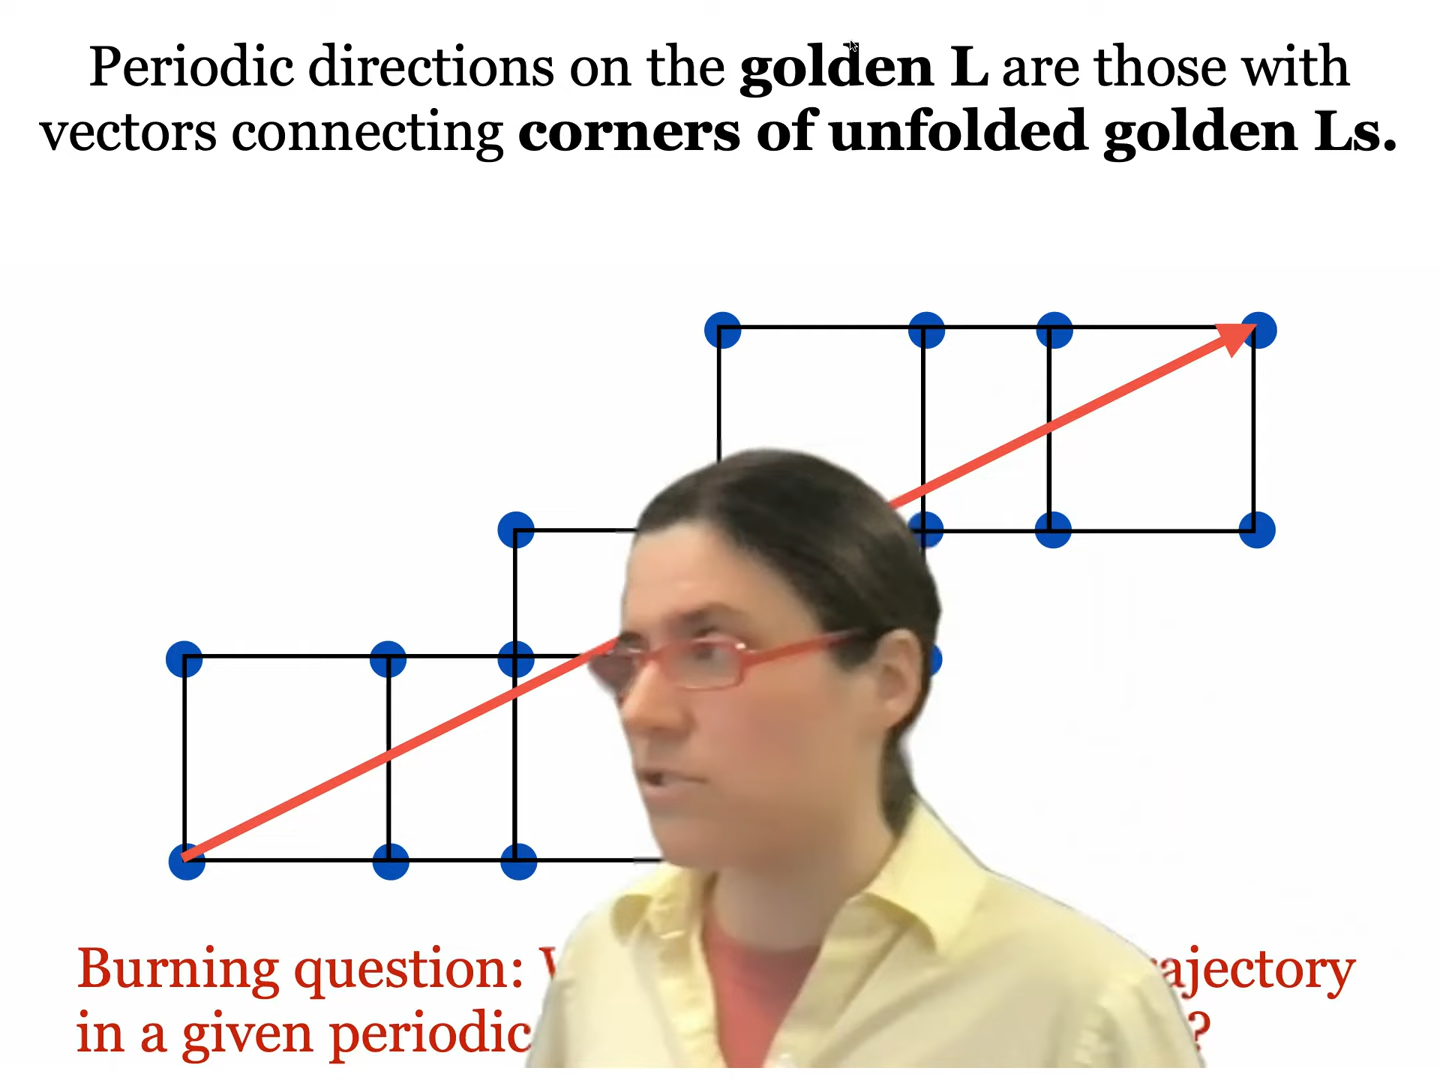 Periodic directions on the golden L are those with
vectors connecting corners of unfolded golden Ls.
Burning question:
in a given periodic ?